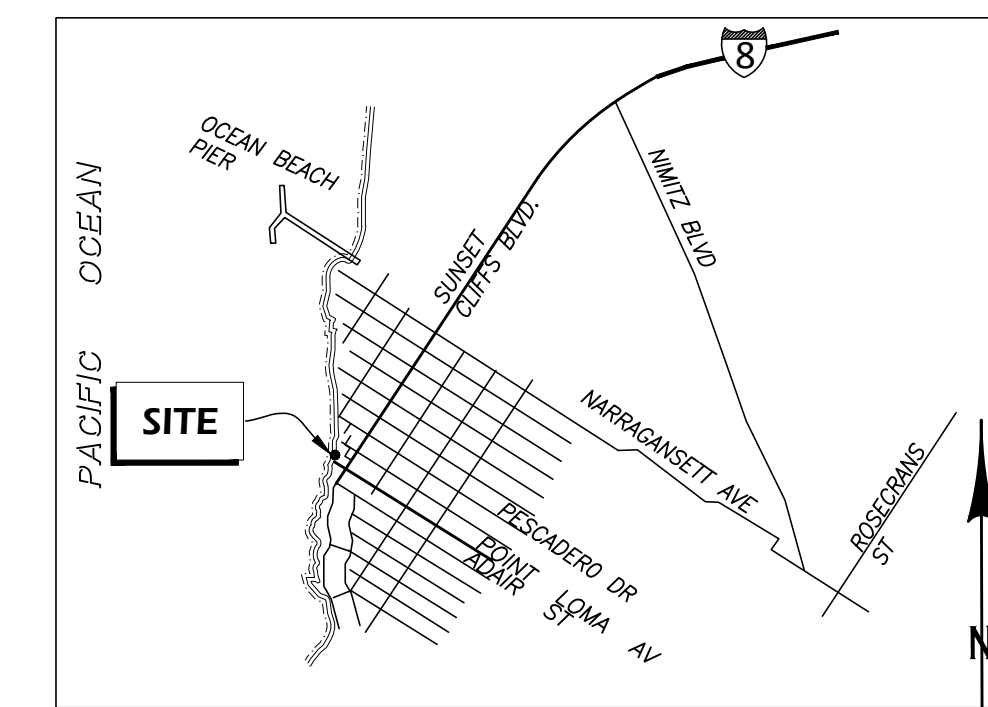 8
OCEAN BEACH
PIER
PACIFIC OCEAN
SUNSET
CLIFFS BLVD.
NIMITZ BLVD
SITE
NARRAGANSETT AVE
ROSECRANS
ST
PESCADERO DR
POINT LOMA AV
ADAIR ST
N